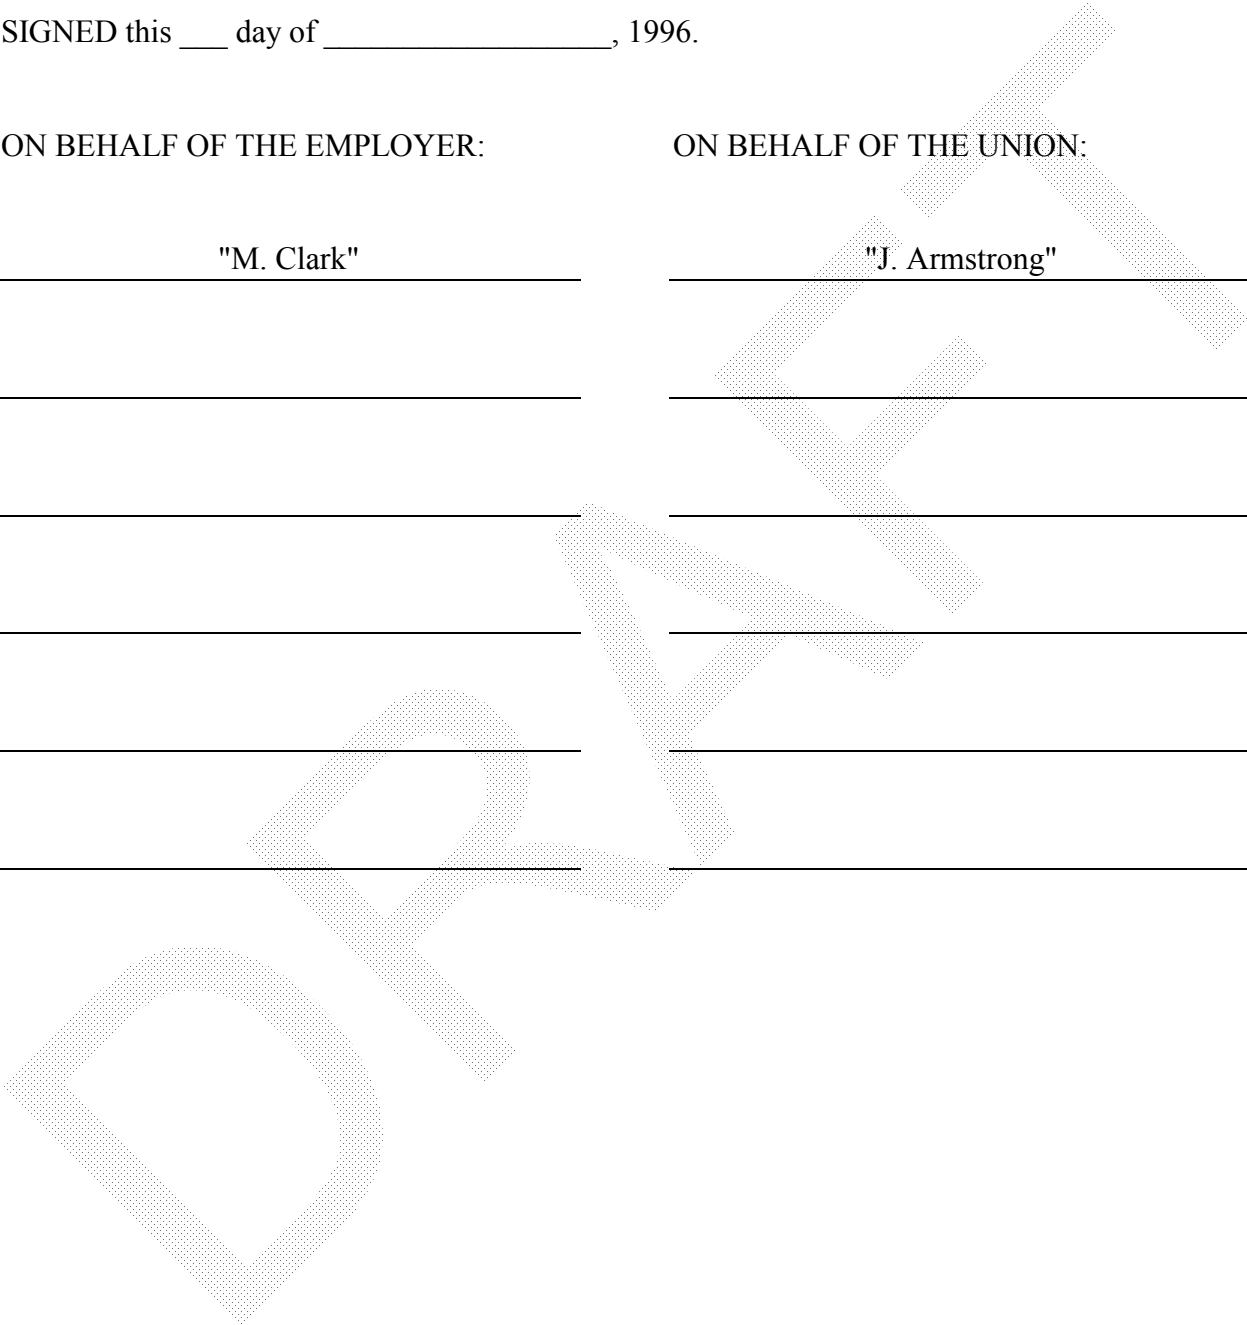 SIGNED this ___ day of __________________, 1996.
ON BEHALF OF THE EMPLOYER: ON BEHALF OF THE UNION:
"M. Clark" "J. Armstrong"
DRAFT